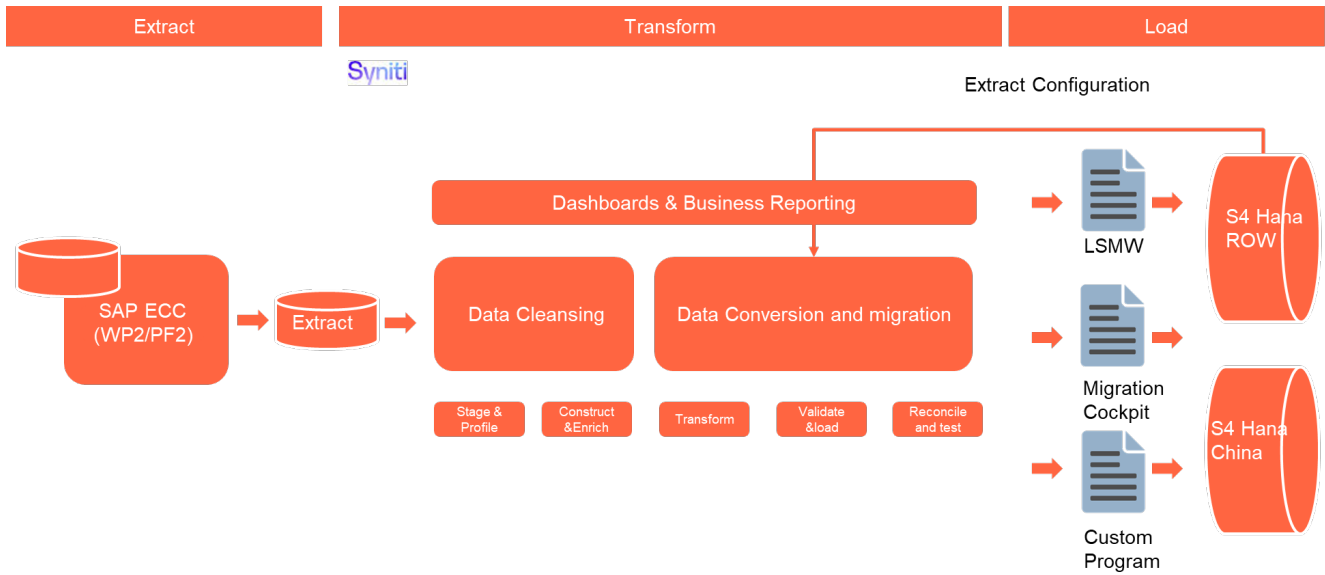 Extract
Transform
Load
Syniti
Extract Configuration
Dashboards & Business Reporting
LSMW
S4 Hana
ROW
SAP ECC
(WP2/PF2)
Extract
Data Cleansing
Data Conversion and migration
Migration
Cockpit
Stage &
Profile
Construct
&Enrich
Transform
Validate
&load
Reconcile
and test
S4 Hana
China
Custom
Program